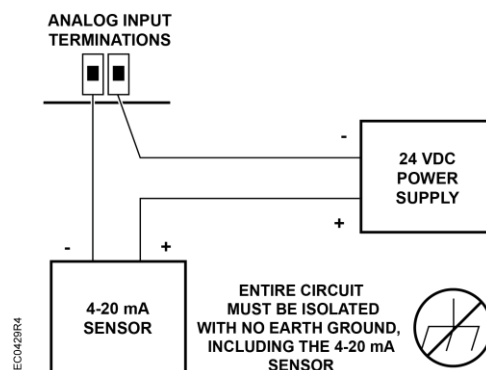 ANALOG INPUT
TERMINATIONS
-
24 VDC
POWER
SUPPLY
+
- +
4-20 mA
SENSOR
ENTIRE CIRCUIT
MUST BE ISOLATED
WITH NO EARTH GROUND,
INCLUDING THE 4-20 mA
SENSOR
EC0429R4